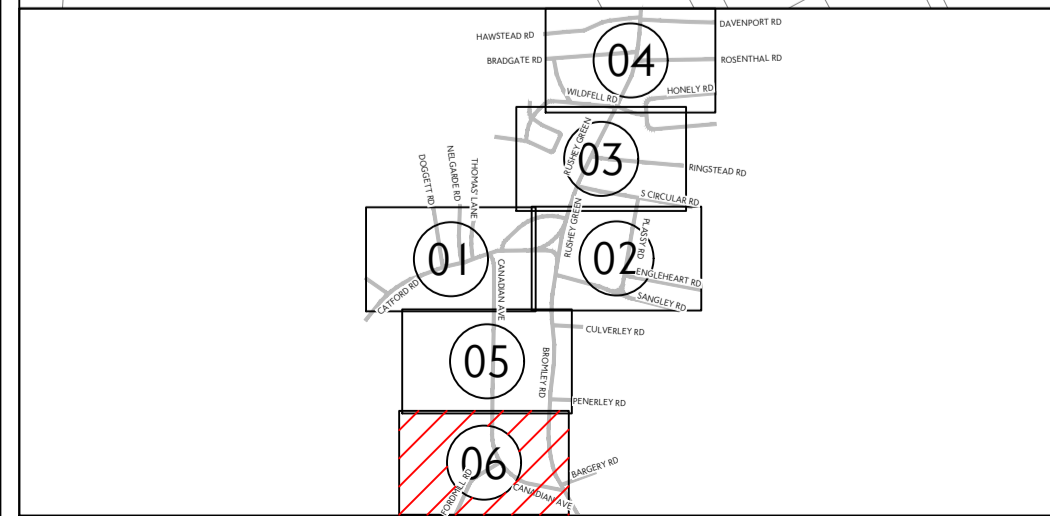 DAVENPORT RD
HAWSTEAD RD
04
BRADGATE RD
ROSENTHAL RD
WILDFELL RD
HONELY RD
RUSHEY GREEN
03
RINGSTEAD RD
S CIRCULAR RD
DOGGETT RD
NELGARDE RD
THOMAS' LANE
RUSHEY GREEN
PLASSY RD
01
02
CATFORD RD
CANADIAN AVE
ENGLEHEART RD
SANGLEY RD
CULVERLEY RD
05
BROMLEY RD
PENERLEY RD
06
BARGERY RD
FORDMILL RD
CANADIAN AVE